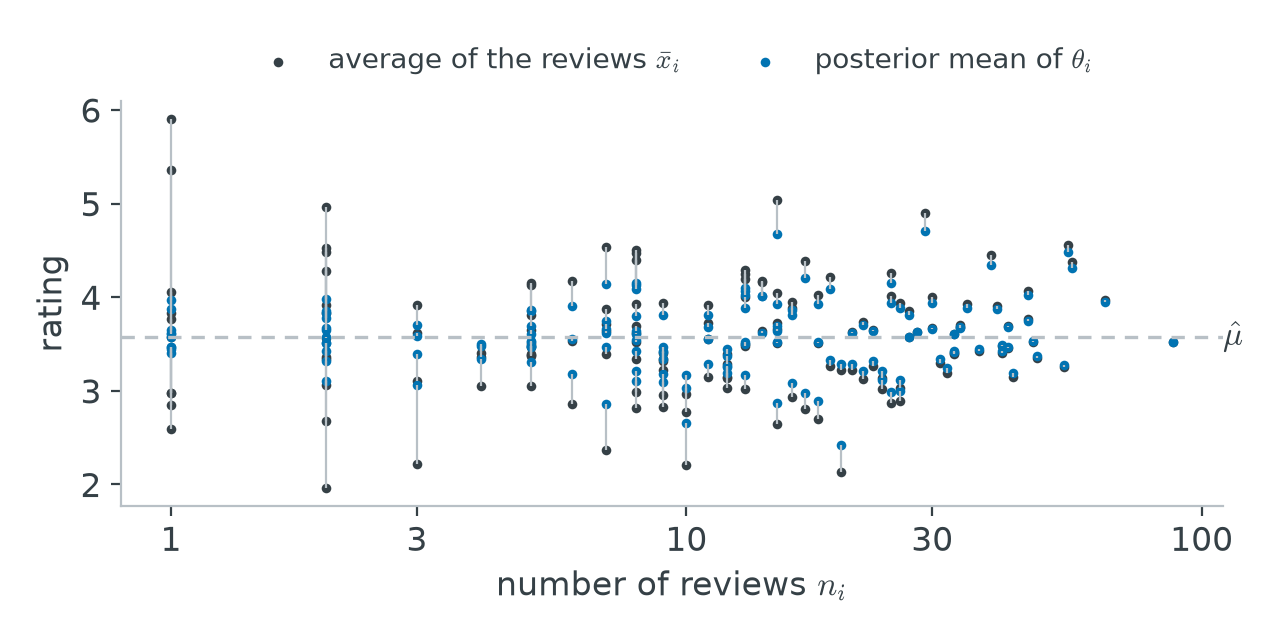 average of the reviews x̄ᵢ
posterior mean of θᵢ
6
5
4
3
2
rating
μ̂
1
3
10
30
100
number of reviews nᵢ